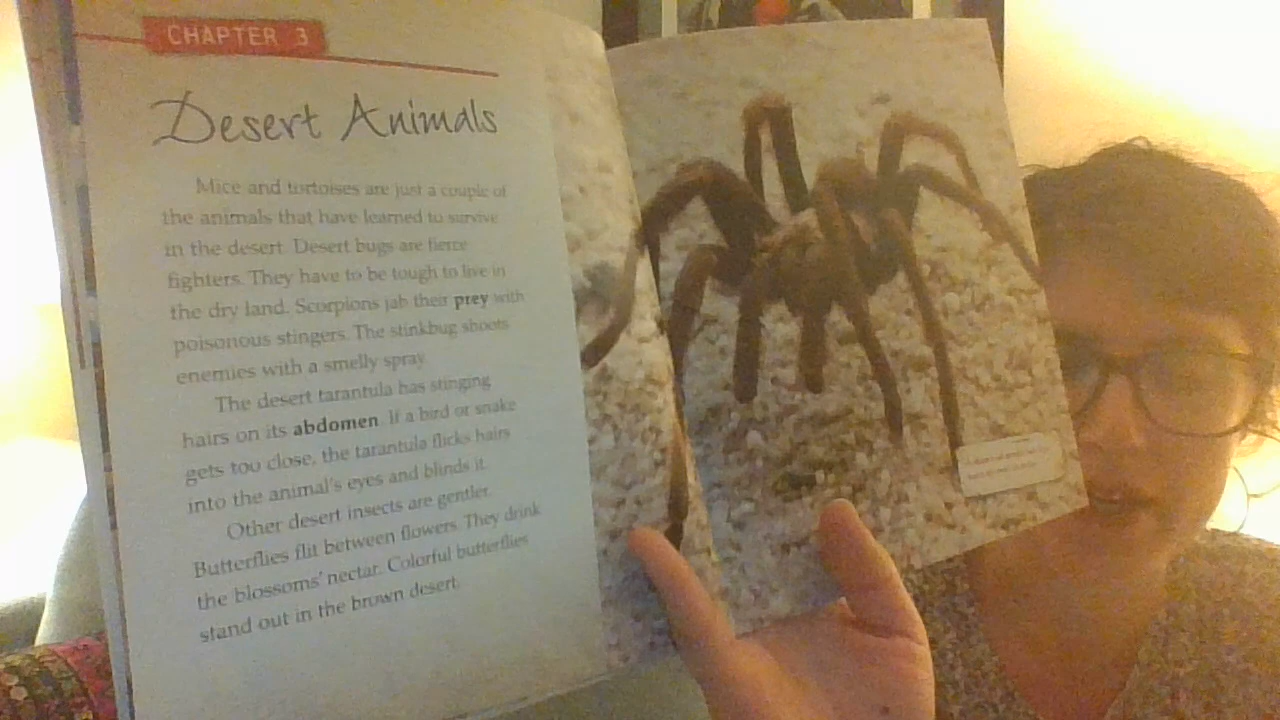 CHAPTER 3
Desert Animals
Mice and tortoises are just a couple of
the animals that have learned to survive
in the desert. Desert bugs are fierce
fighters. They have to be tough to live in
the dry land. Scorpions jab their prey with
poisonous stingers. The stinkbug shoots
enemies with a smelly spray.
The desert tarantula has stinging
hairs on its abdomen. If a bird or snake
gets too close, the tarantula flicks hairs
into the animal's eyes and blinds it.
Other desert insects are gentler.
Butterflies flit between flowers. They drink
the blossoms' nectar. Colorful butterflies
stand out in the brown desert.